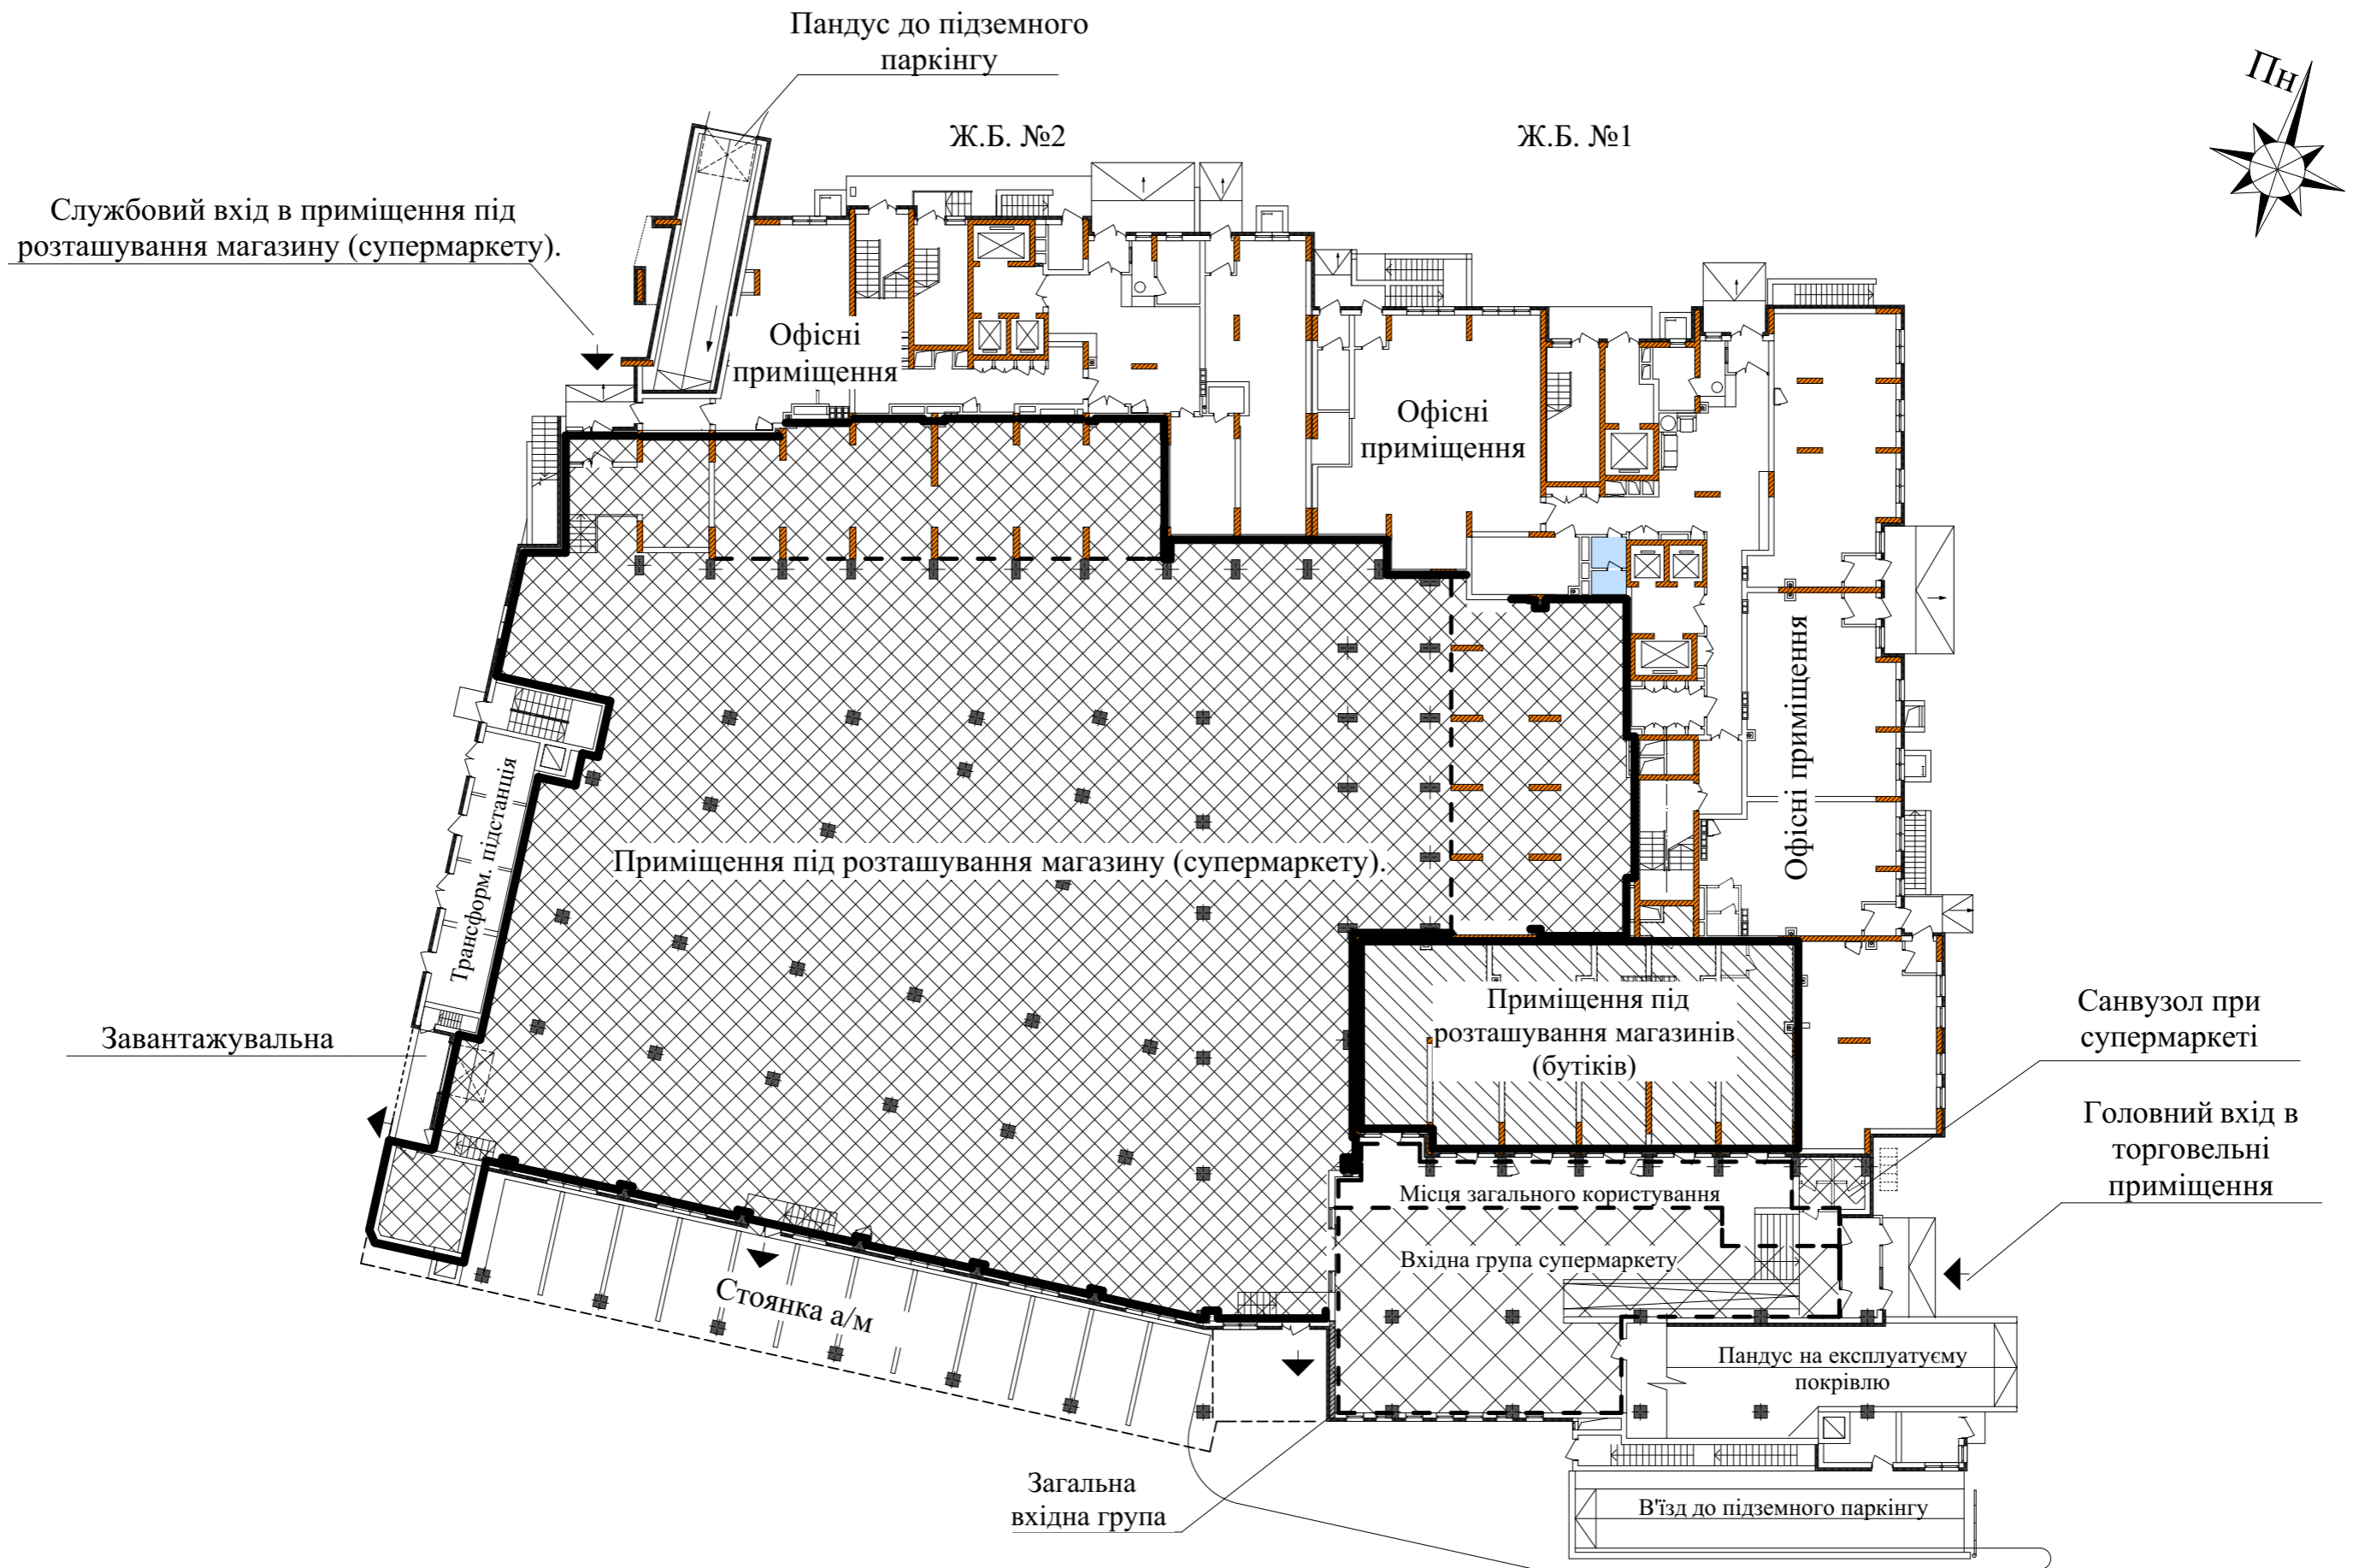 Пандус до підземного
паркінгу
Пн
Ж.Б. №2
Ж.Б. №1
Службовий вхід в приміщення під
розташування магазину (супермаркету).
Офісні
приміщення
Офісні
приміщення
Офісні приміщення
Трансформ. підстанція
Приміщення під розташування магазину (супермаркету).
Завантажувальна
Приміщення під
розташування магазинів
(бутіків)
Санвузол при
супермаркеті
Головний вхід в
торговельні
приміщення
Місця загального користування
Вхідна група супермаркету
Стоянка а/м
Пандус на експлуатуєму
покрівлю
Загальна
вхідна група
В'їзд до підземного паркінгу